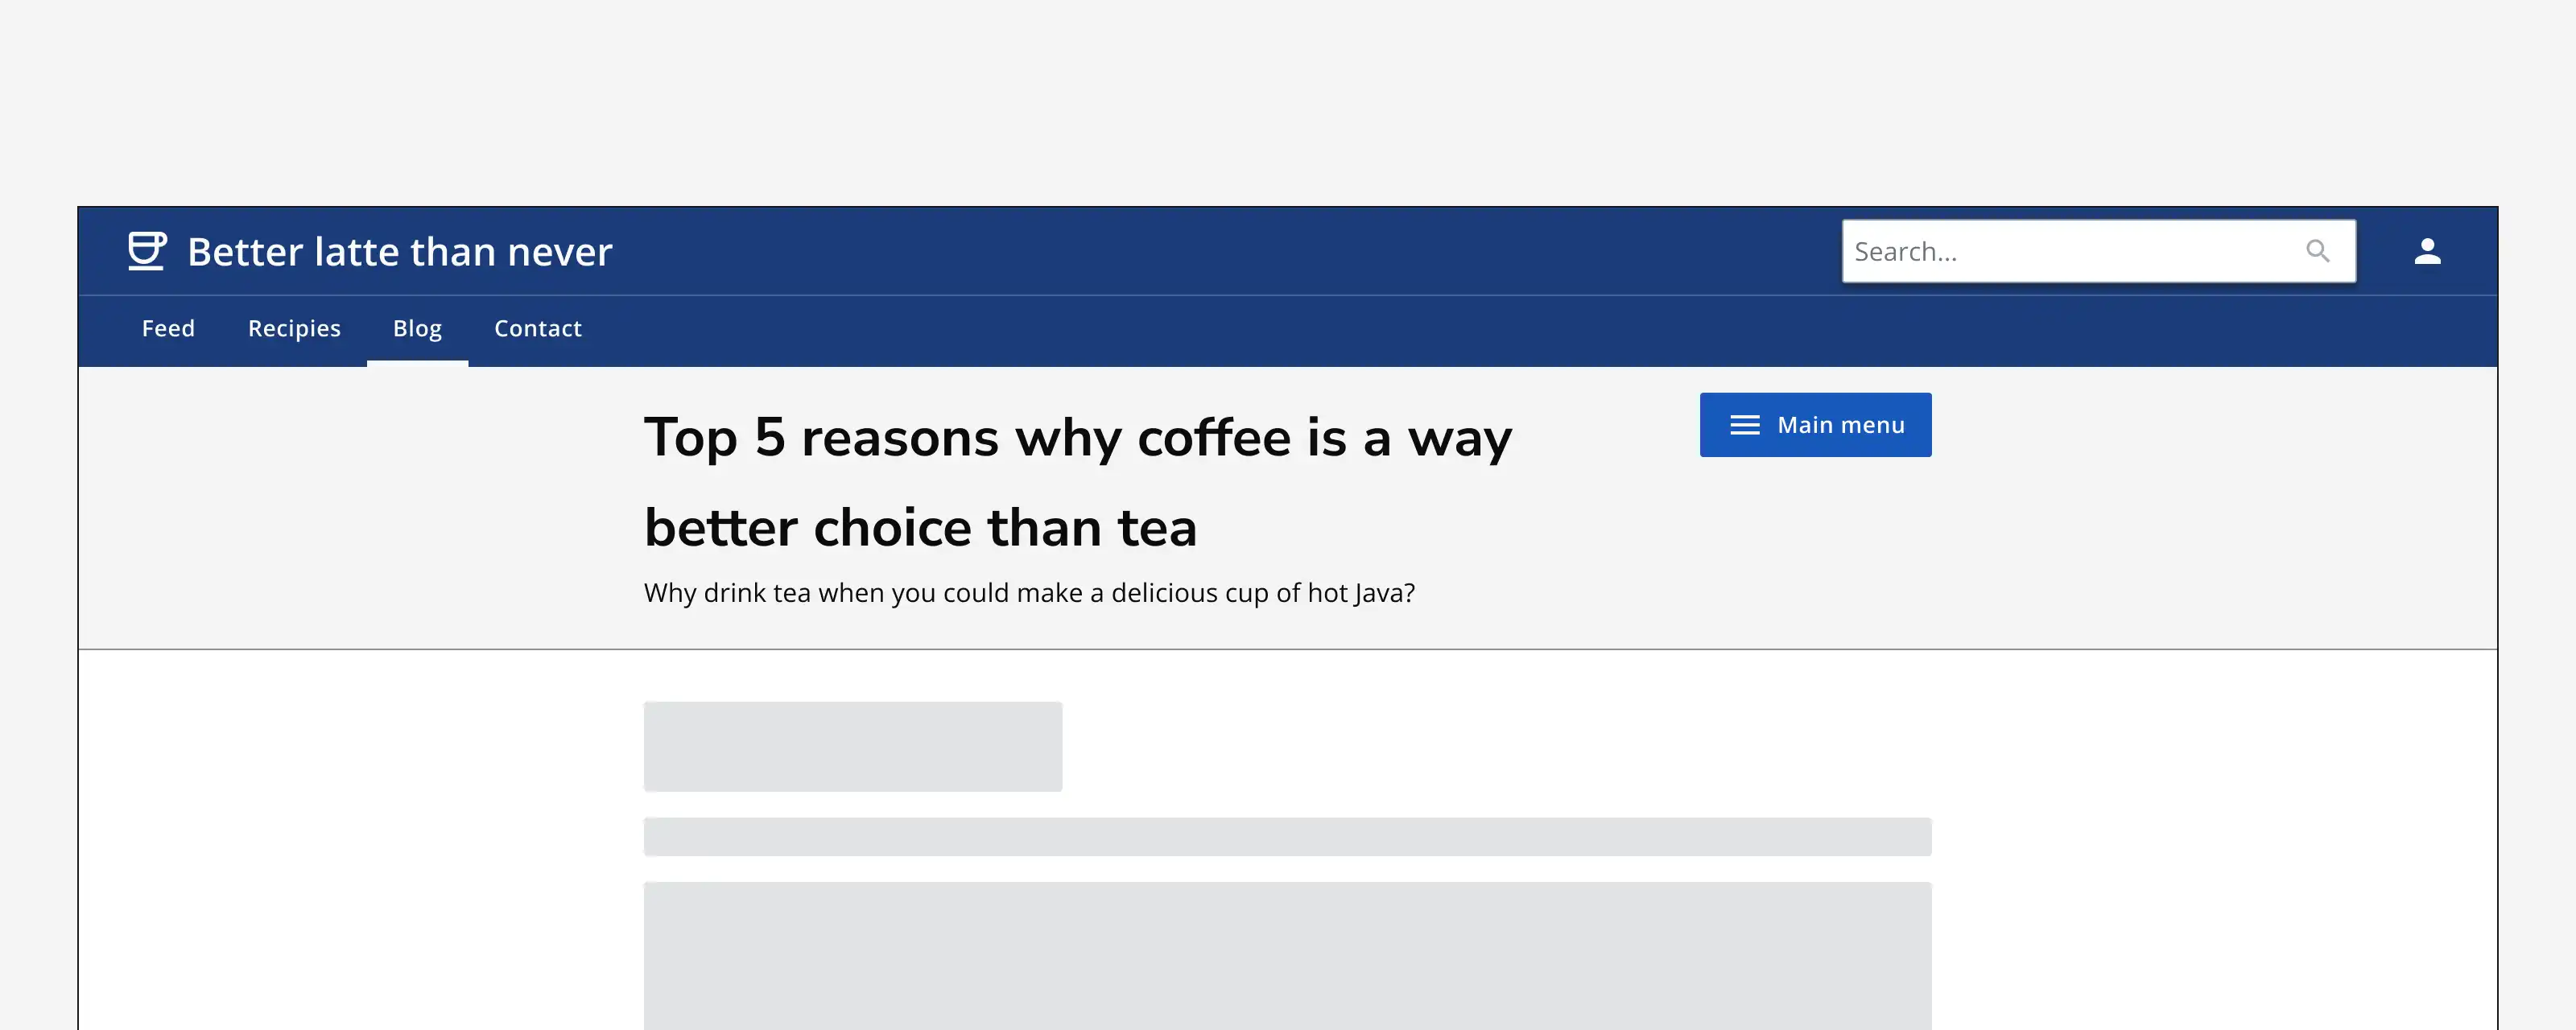 Better latte than never
Search...
Feed
Recipies
Blog
Contact
Top 5 reasons why coffee is a way
better choice than tea
Main menu
Why drink tea when you could make a delicious cup of hot Java?